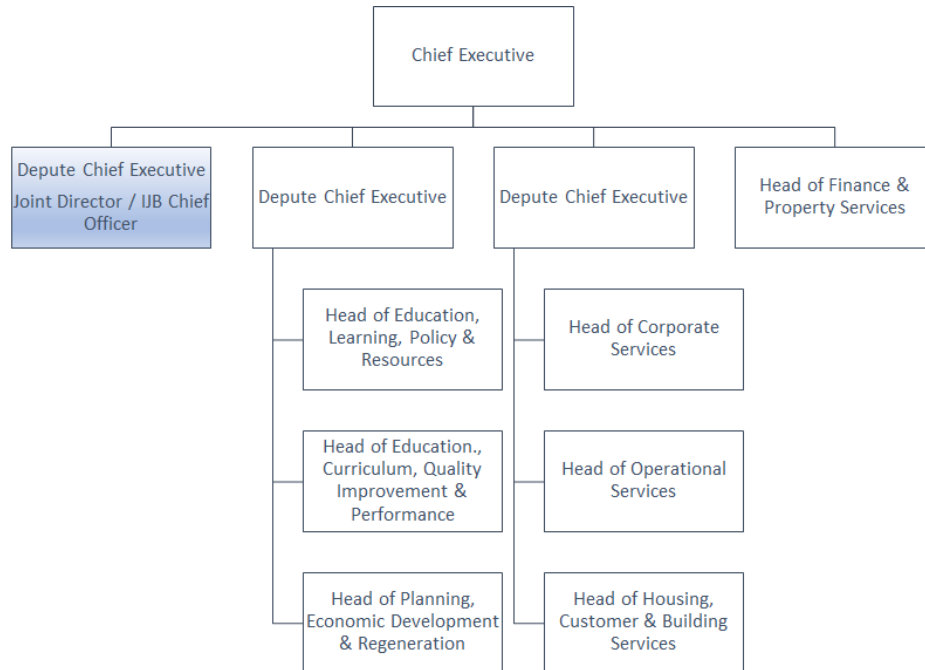 Chief Executive
Depute Chief Executive
Joint Director / IJB Chief
Officer
Depute Chief Executive
Depute Chief Executive
Head of Finance &
Property Services
Head of Education,
Learning, Policy &
Resources
Head of Corporate
Services
Head of Education.,
Curriculum, Quality
Improvement &
Performance
Head of Operational
Services
Head of Planning,
Economic Development
& Regeneration
Head of Housing,
Customer & Building
Services